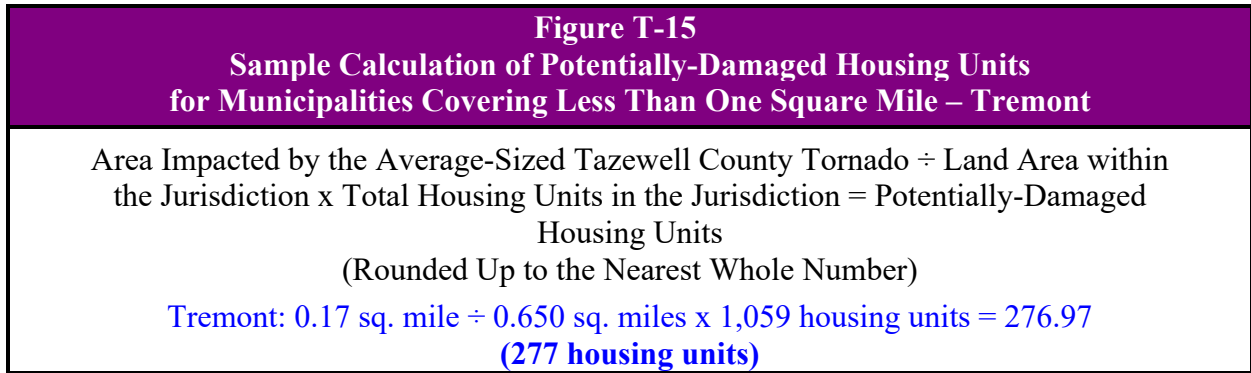 Figure T-15
Sample Calculation of Potentially-Damaged Housing Units
for Municipalities Covering Less Than One Square Mile – Tremont
Area Impacted by the Average-Sized Tazewell County Tornado ÷ Land Area within
the Jurisdiction x Total Housing Units in the Jurisdiction = Potentially-Damaged
Housing Units
(Rounded Up to the Nearest Whole Number)
Tremont: 0.17 sq. mile ÷ 0.650 sq. miles x 1,059 housing units = 276.97
(277 housing units)